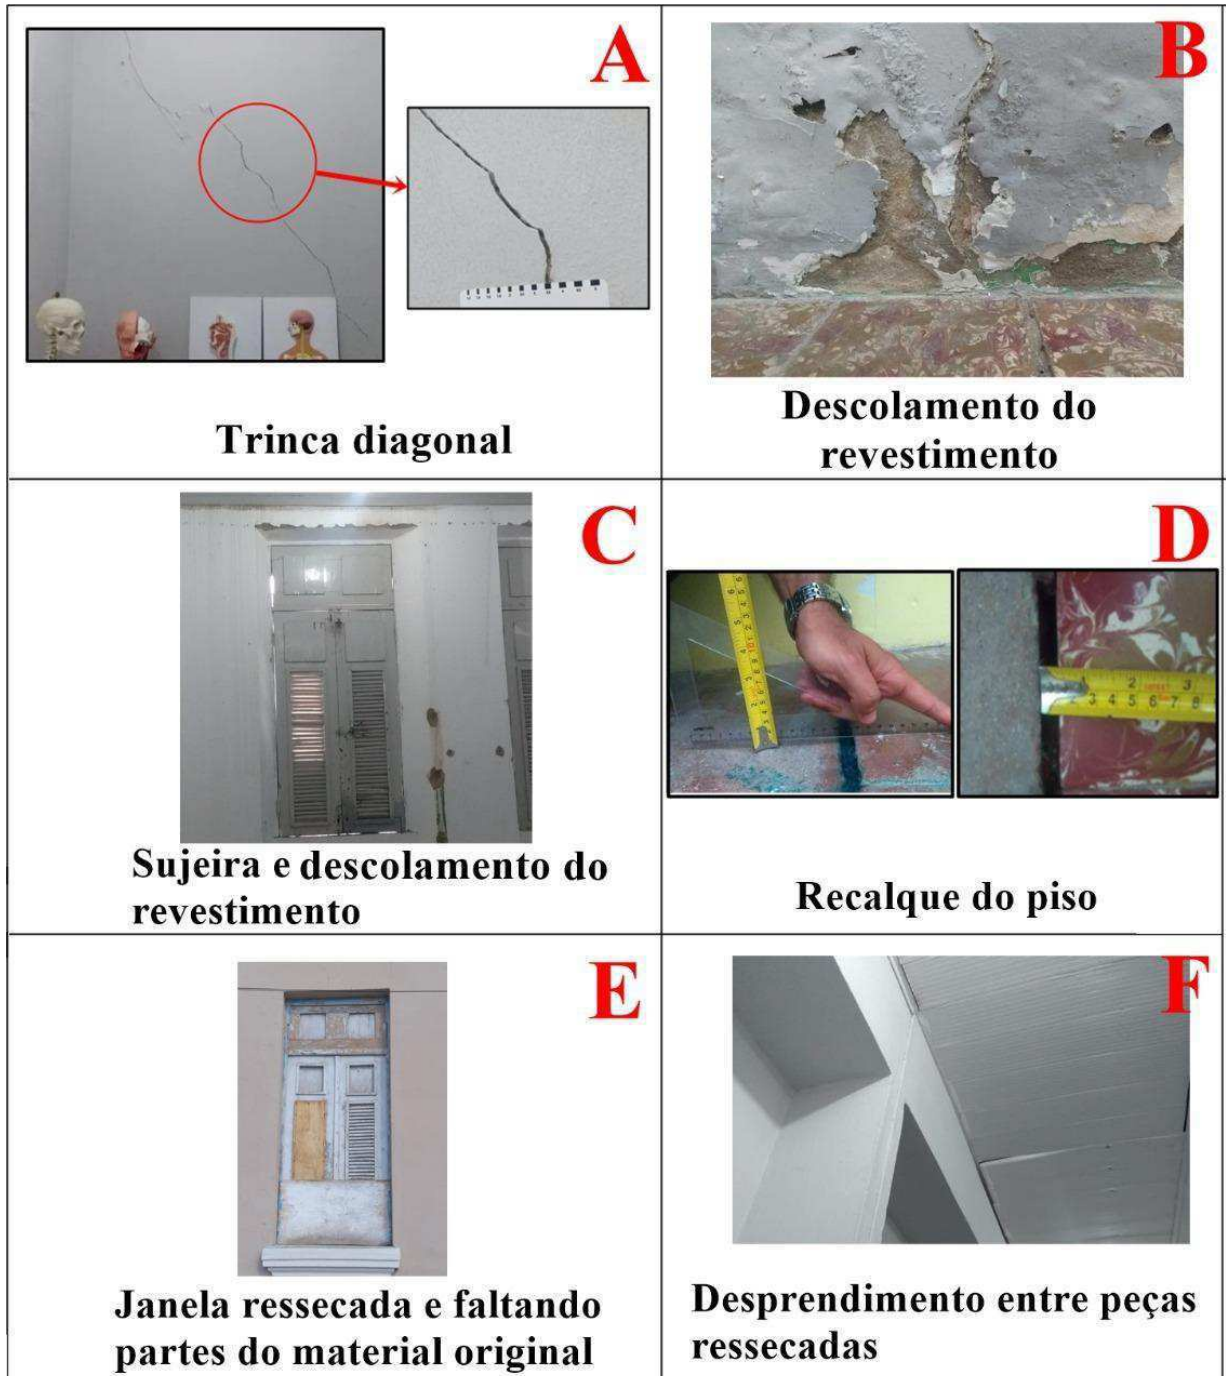 A
Trinca diagonal
B
Descolamento do
revestimento
C
Sujeira e descolamento do
revestimento
D
Recalque do piso
E
Janela ressecada e faltando
partes do material original
F
Desprendimento entre peças
ressecadas